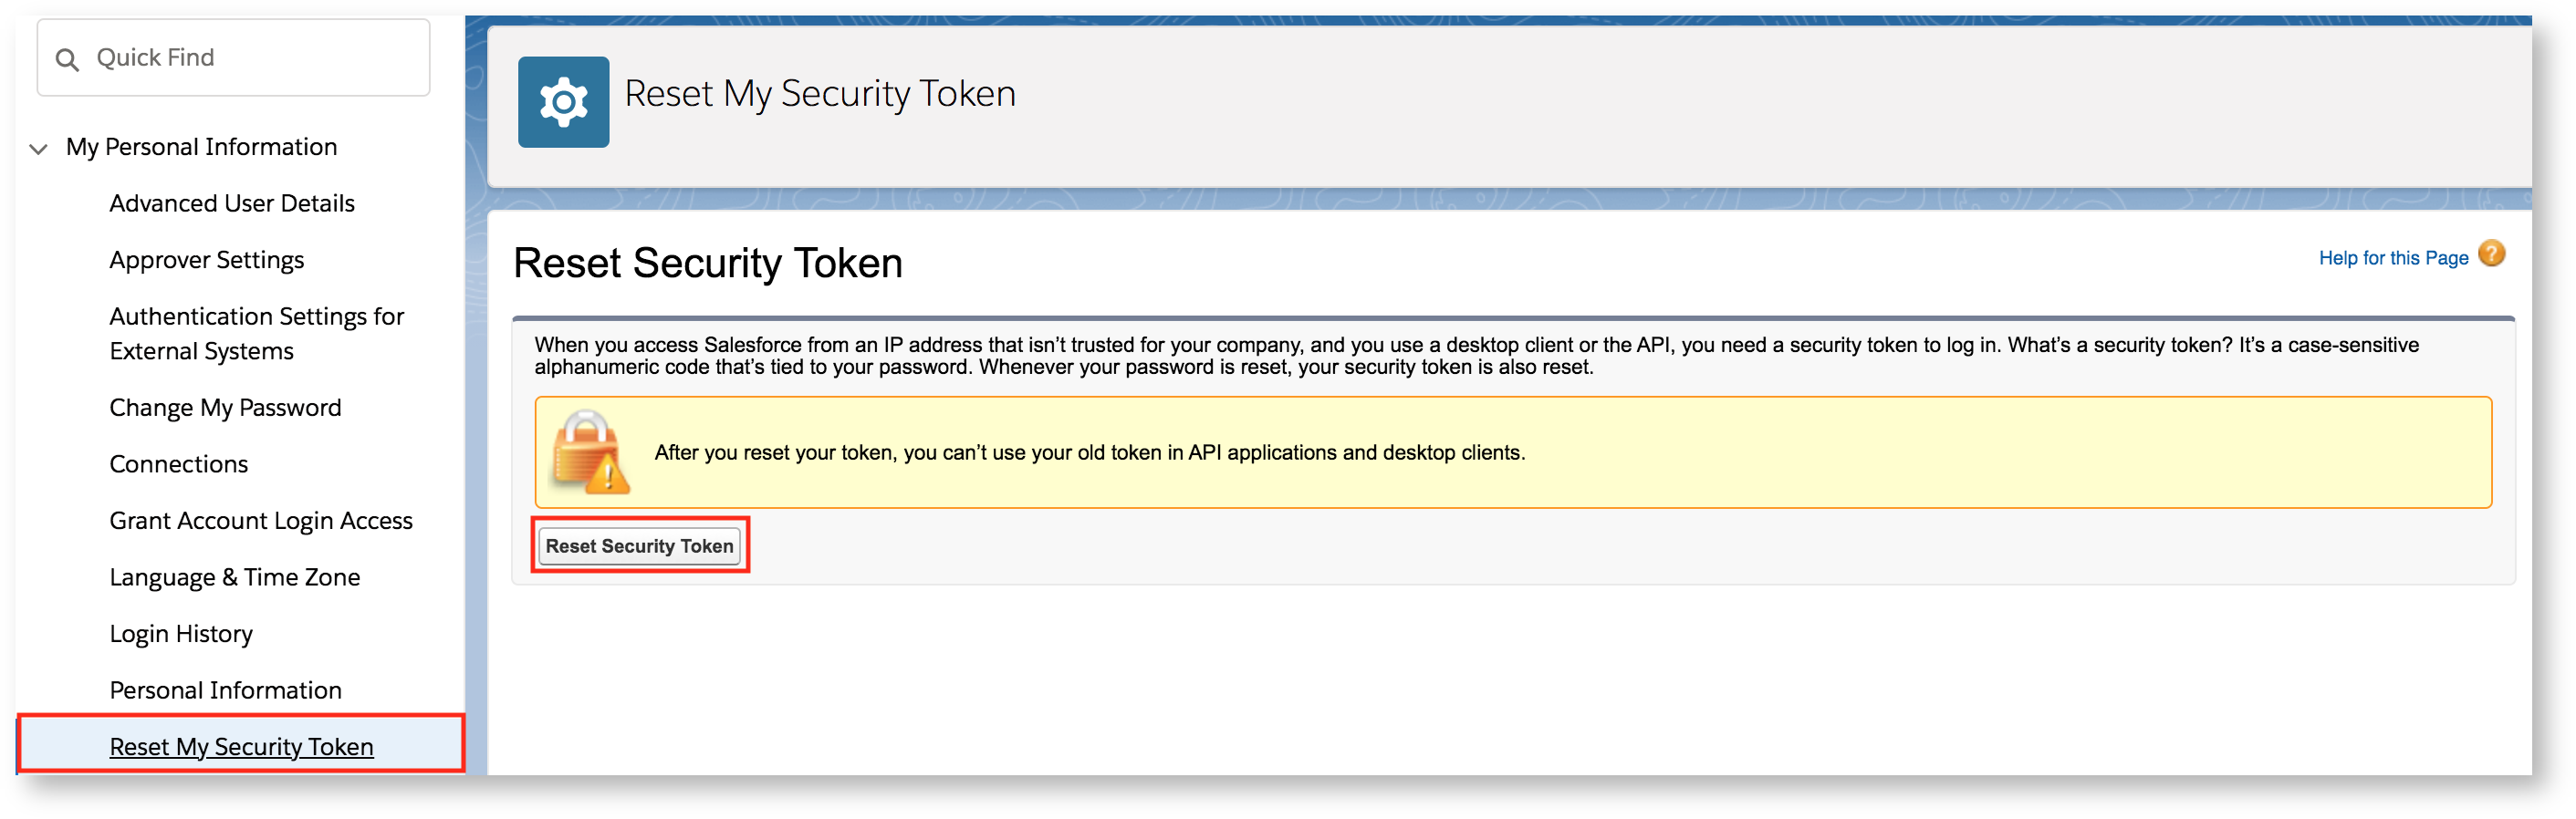 Quick Find
My Personal Information
Advanced User Details
Approver Settings
Authentication Settings for
External Systems
Change My Password
Connections
Grant Account Login Access
Language & Time Zone
Login History
Personal Information
Reset My Security Token
Reset My Security Token
Reset Security Token
Help for this Page ?
When you access Salesforce from an IP address that isn’t trusted for your company, and you use a desktop client or the API, you need a security token to log in. What’s a security token? It’s a case-sensitive
alphanumeric code that’s tied to your password. Whenever your password is reset, your security token is also reset.
After you reset your token, you can’t use your old token in API applications and desktop clients.
Reset Security Token